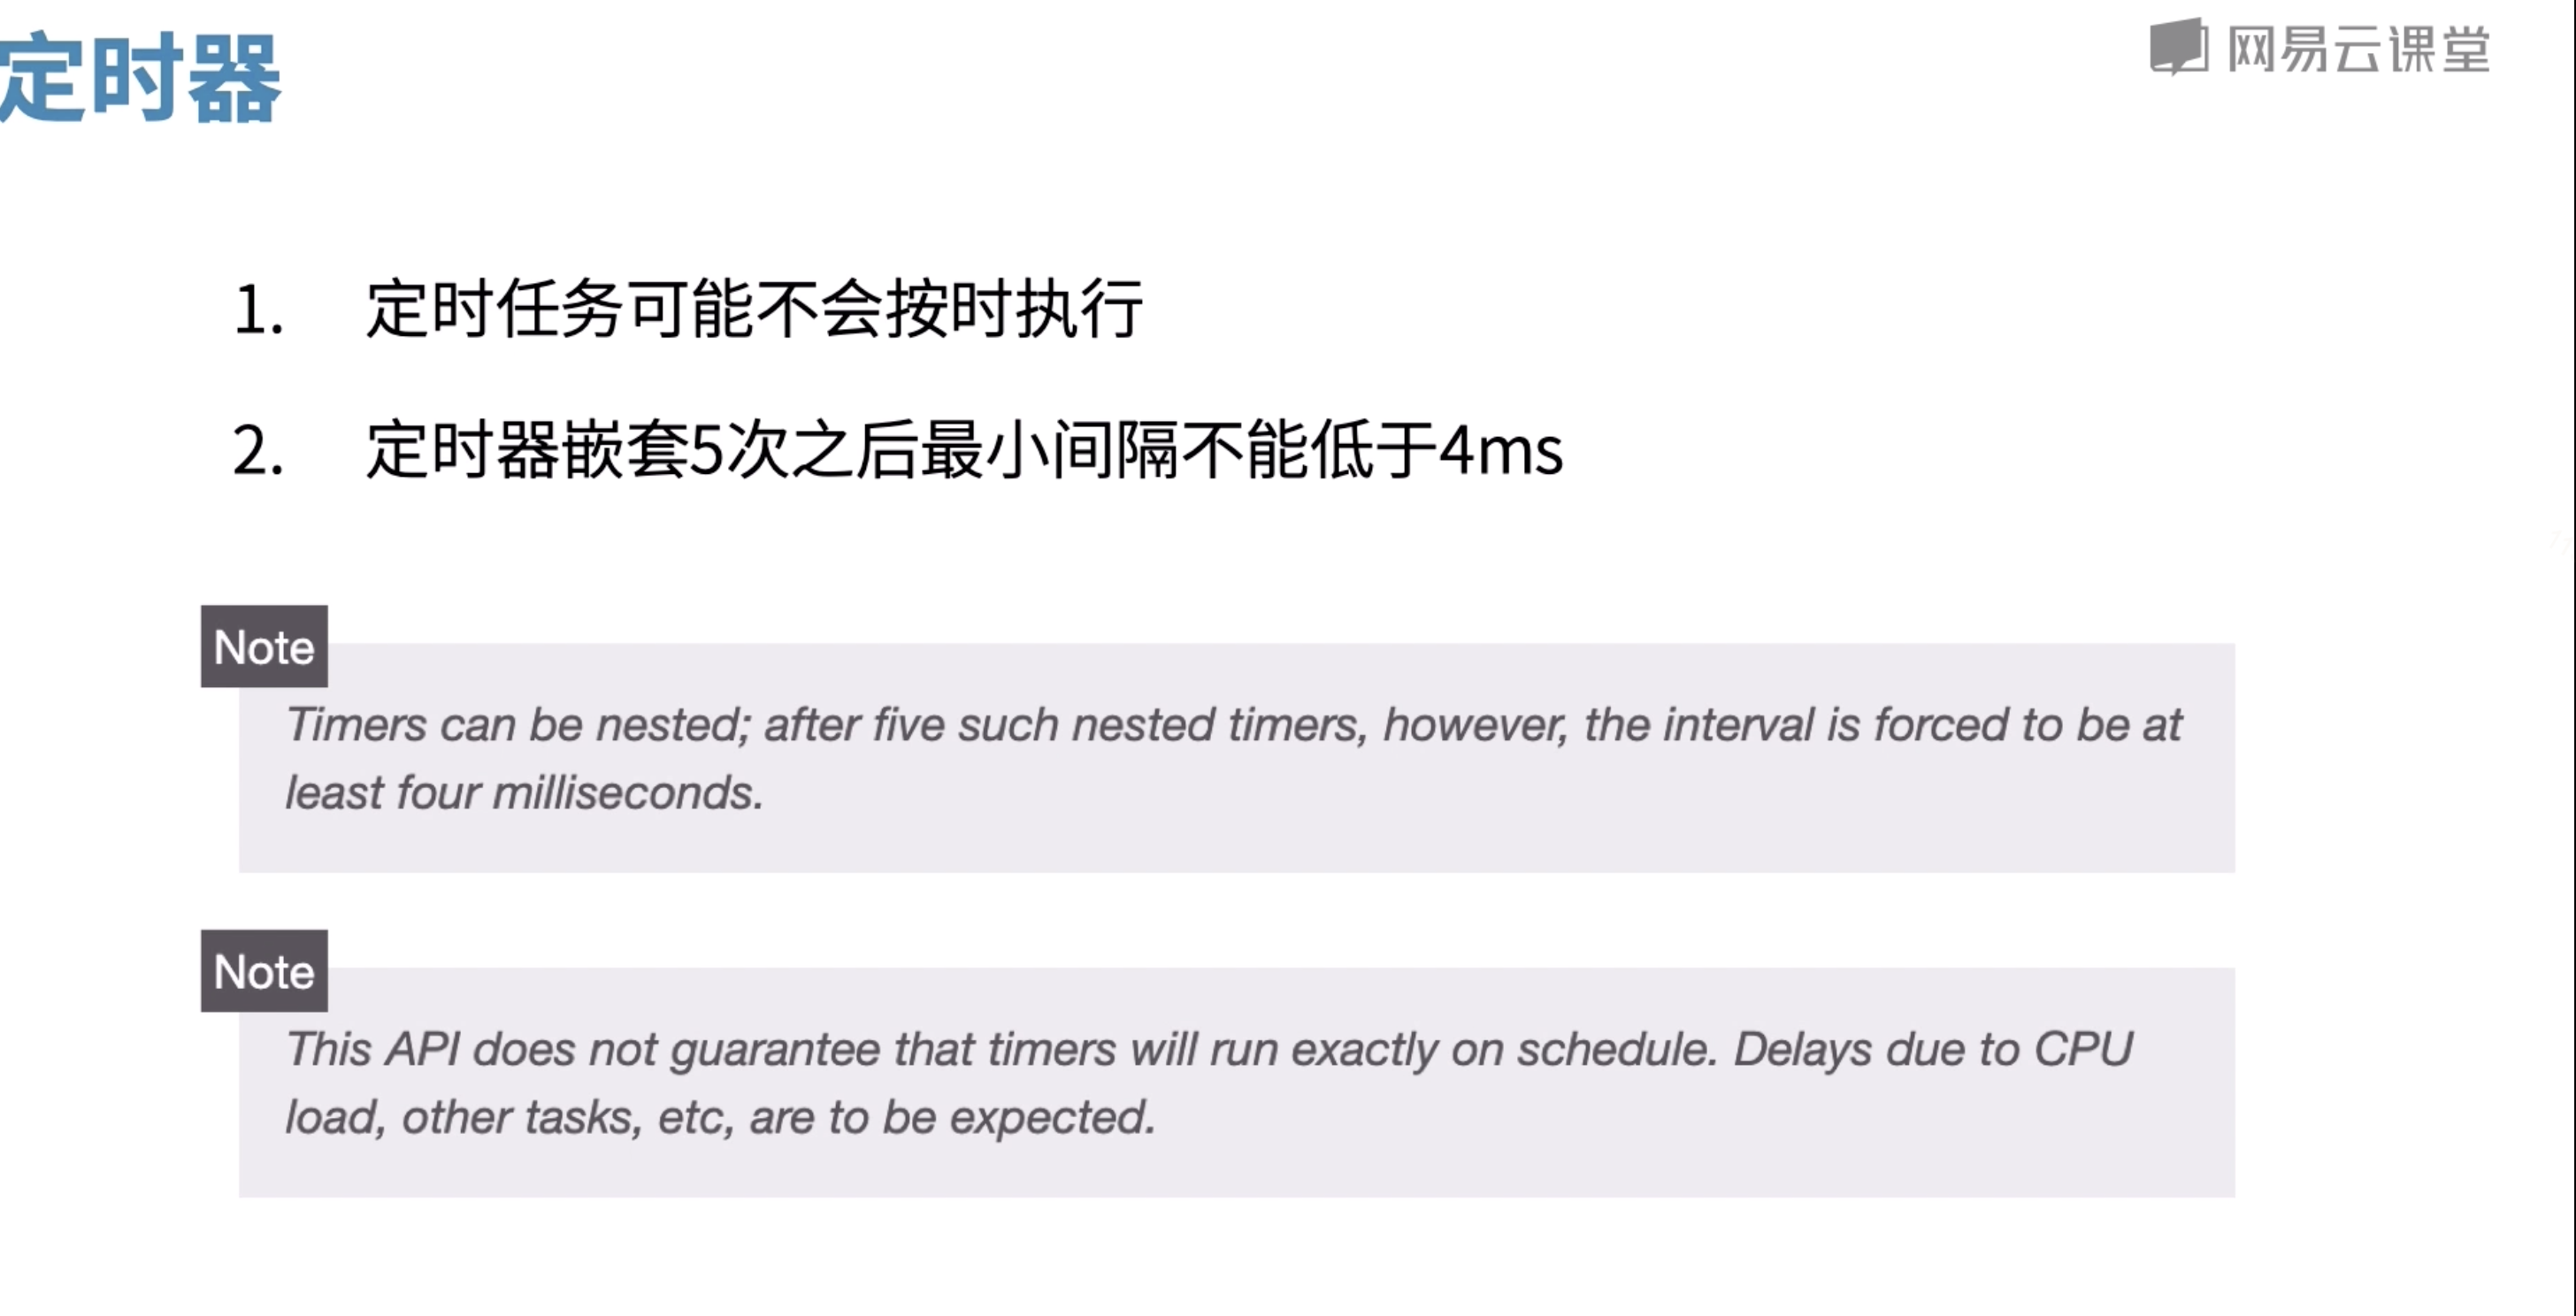 定时器
网易云课堂
1. 定时任务可能不会按时执行
2. 定时器嵌套5次之后最小间隔不能低于4ms
Note
Timers can be nested; after five such nested timers, however, the interval is forced to be at
least four milliseconds.
Note
This API does not guarantee that timers will run exactly on schedule. Delays due to CPU
load, other tasks, etc, are to be expected.